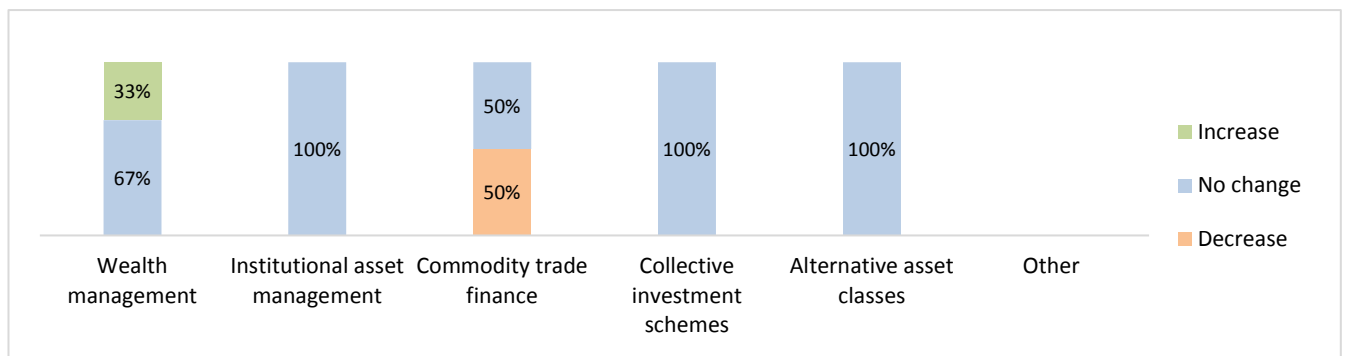 33%
67%
100%
50%
50%
100%
100%
Increase
No change
Decrease
Wealth
management
Institutional asset
management
Commodity trade
finance
Collective
investment
schemes
Alternative asset
classes
Other